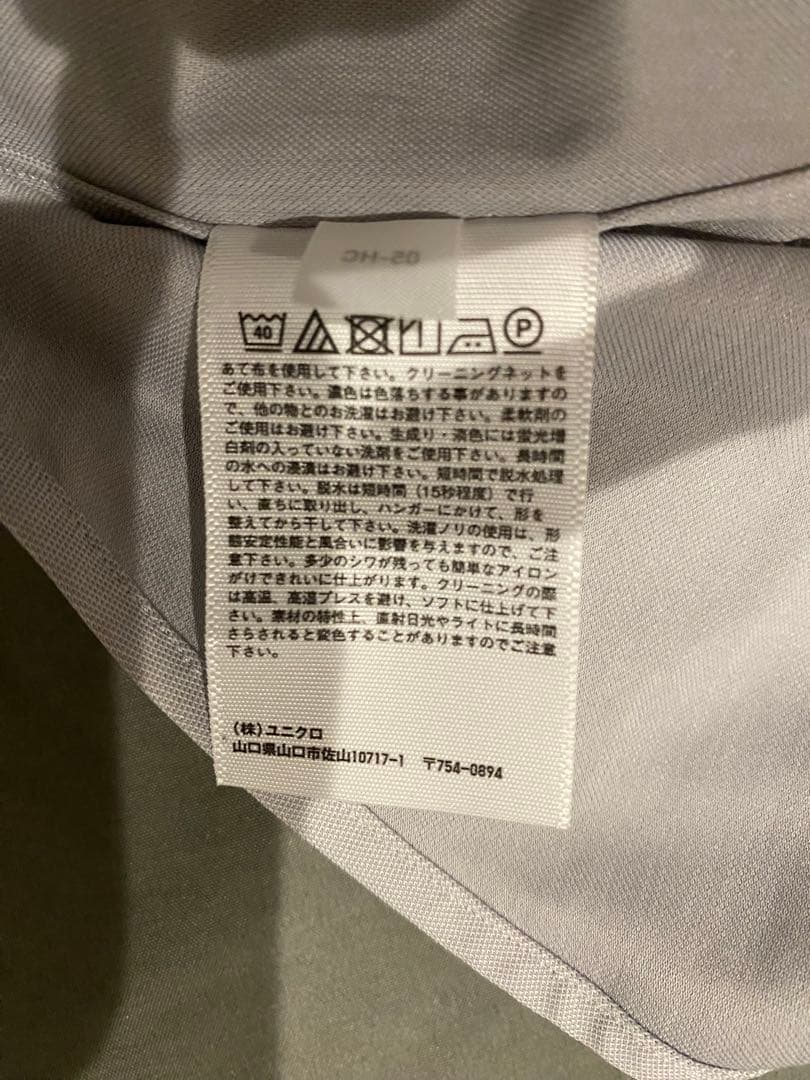 05-HC
40 P
あて布を使用して下さい。クリーニングネットを
ご使用下さい。濃色は色落ちする事がありますの
で、他の物とのお洗濯はお避け下さい。柔軟剤の
ご使用はお避け下さい。生成り・淡色には蛍光増
白剤の入っていない洗剤をご使用下さい。長時間
の水への浸漬はお避け下さい。短時間で脱水処理
して下さい。脱水は短時間（15秒程度）で行
い、直ちに取り出し、ハンガーにかけて、形を
整えてから干して下さい。洗濯ノリの使用は、形
態安定性能と風合いに影響を与えますので、ご注
意下さい。多少のシワが残っても簡単なアイロン
がけできれいに仕上がります。クリーニングの際
は高温、高湿プレスを避け、ソフトに仕上げて下
さい。素材の特性上、直射日光やライトに長時間
さらされると変色することがありますのでご注意
下さい。
(株)ユニクロ
山口県山口市佐山10717-1 〒754-0894